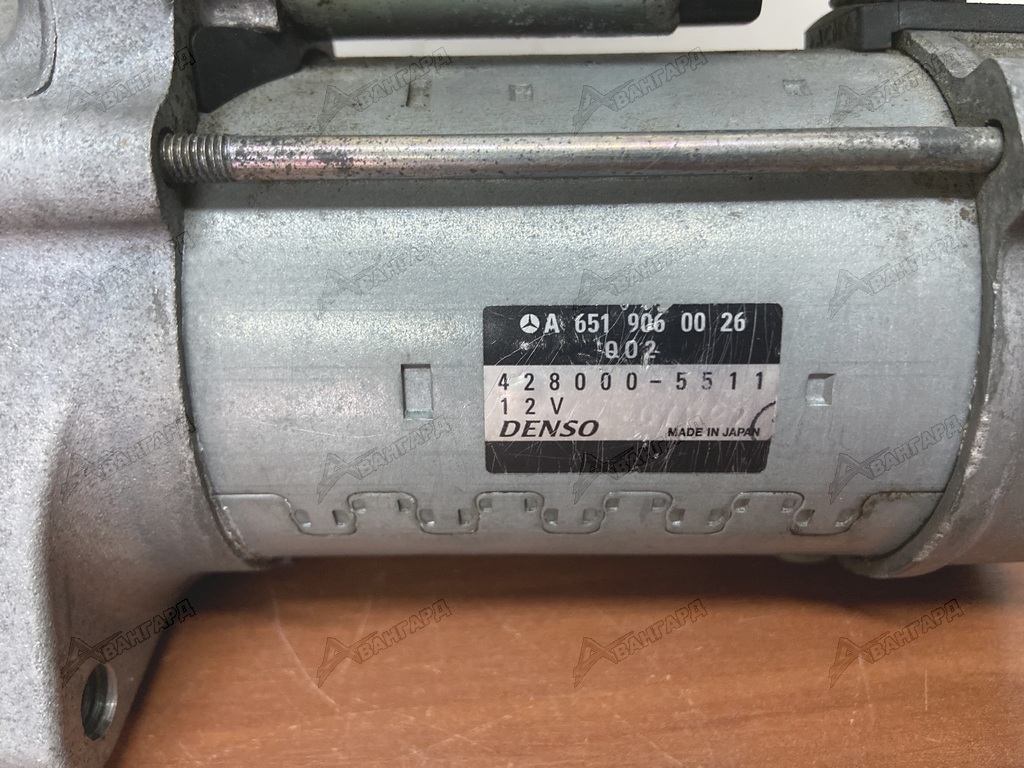 A 651 906 00 26
002
428000-5511
12V
DENSO MADE IN JAPAN
АВАНГАРД